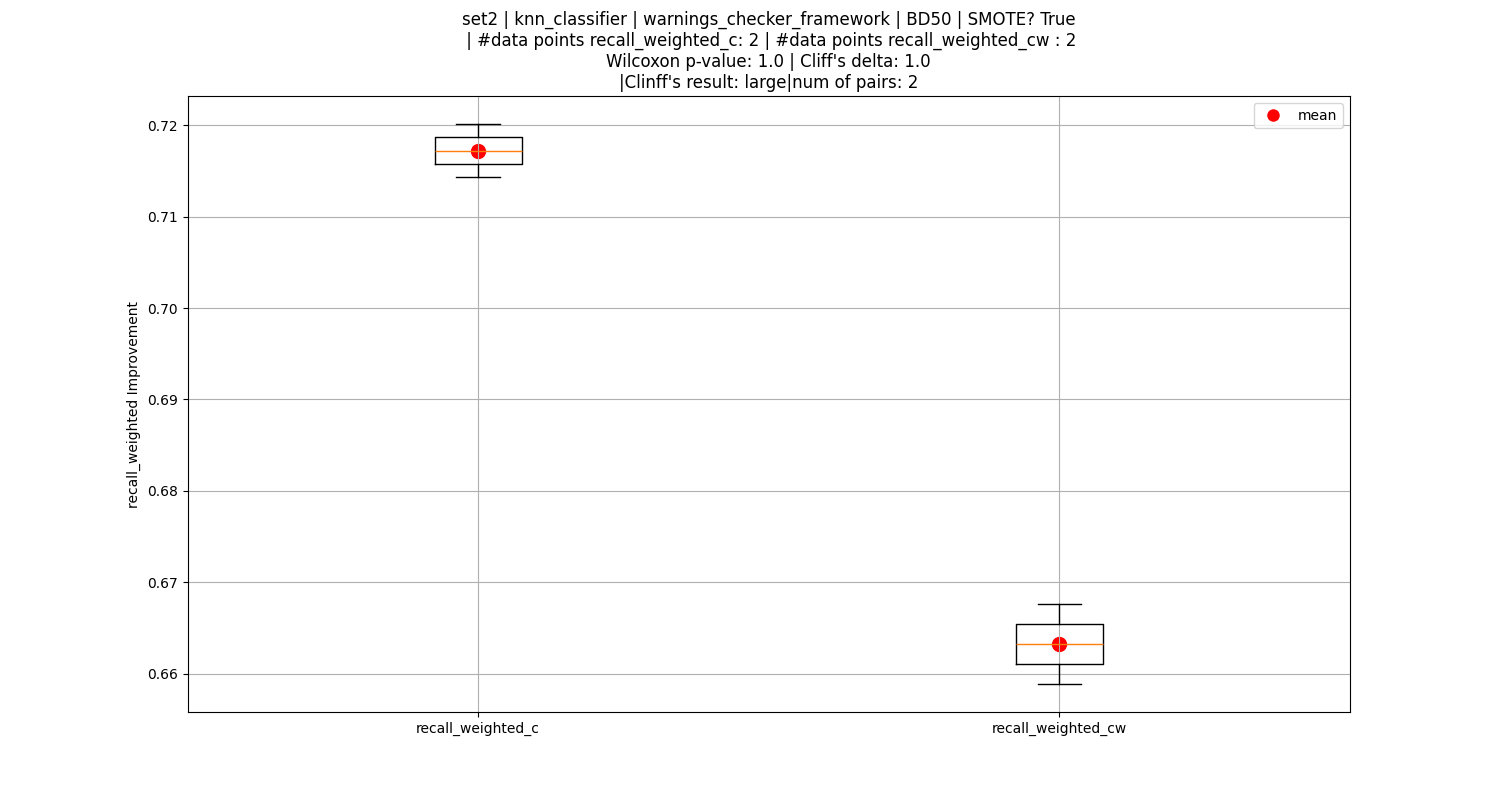 set2 | knn_classifier | warnings_checker_framework | BD50 | SMOTE? True
| #data points recall_weighted_c: 2 | #data points recall_weighted_cw : 2
Wilcoxon p-value: 1.0 | Cliff's delta: 1.0
|Clinff's result: large|num of pairs: 2
mean
0.72
0.71
0.70
0.69
0.68
0.67
0.66
recall_weighted Improvement
recall_weighted_c
recall_weighted_cw